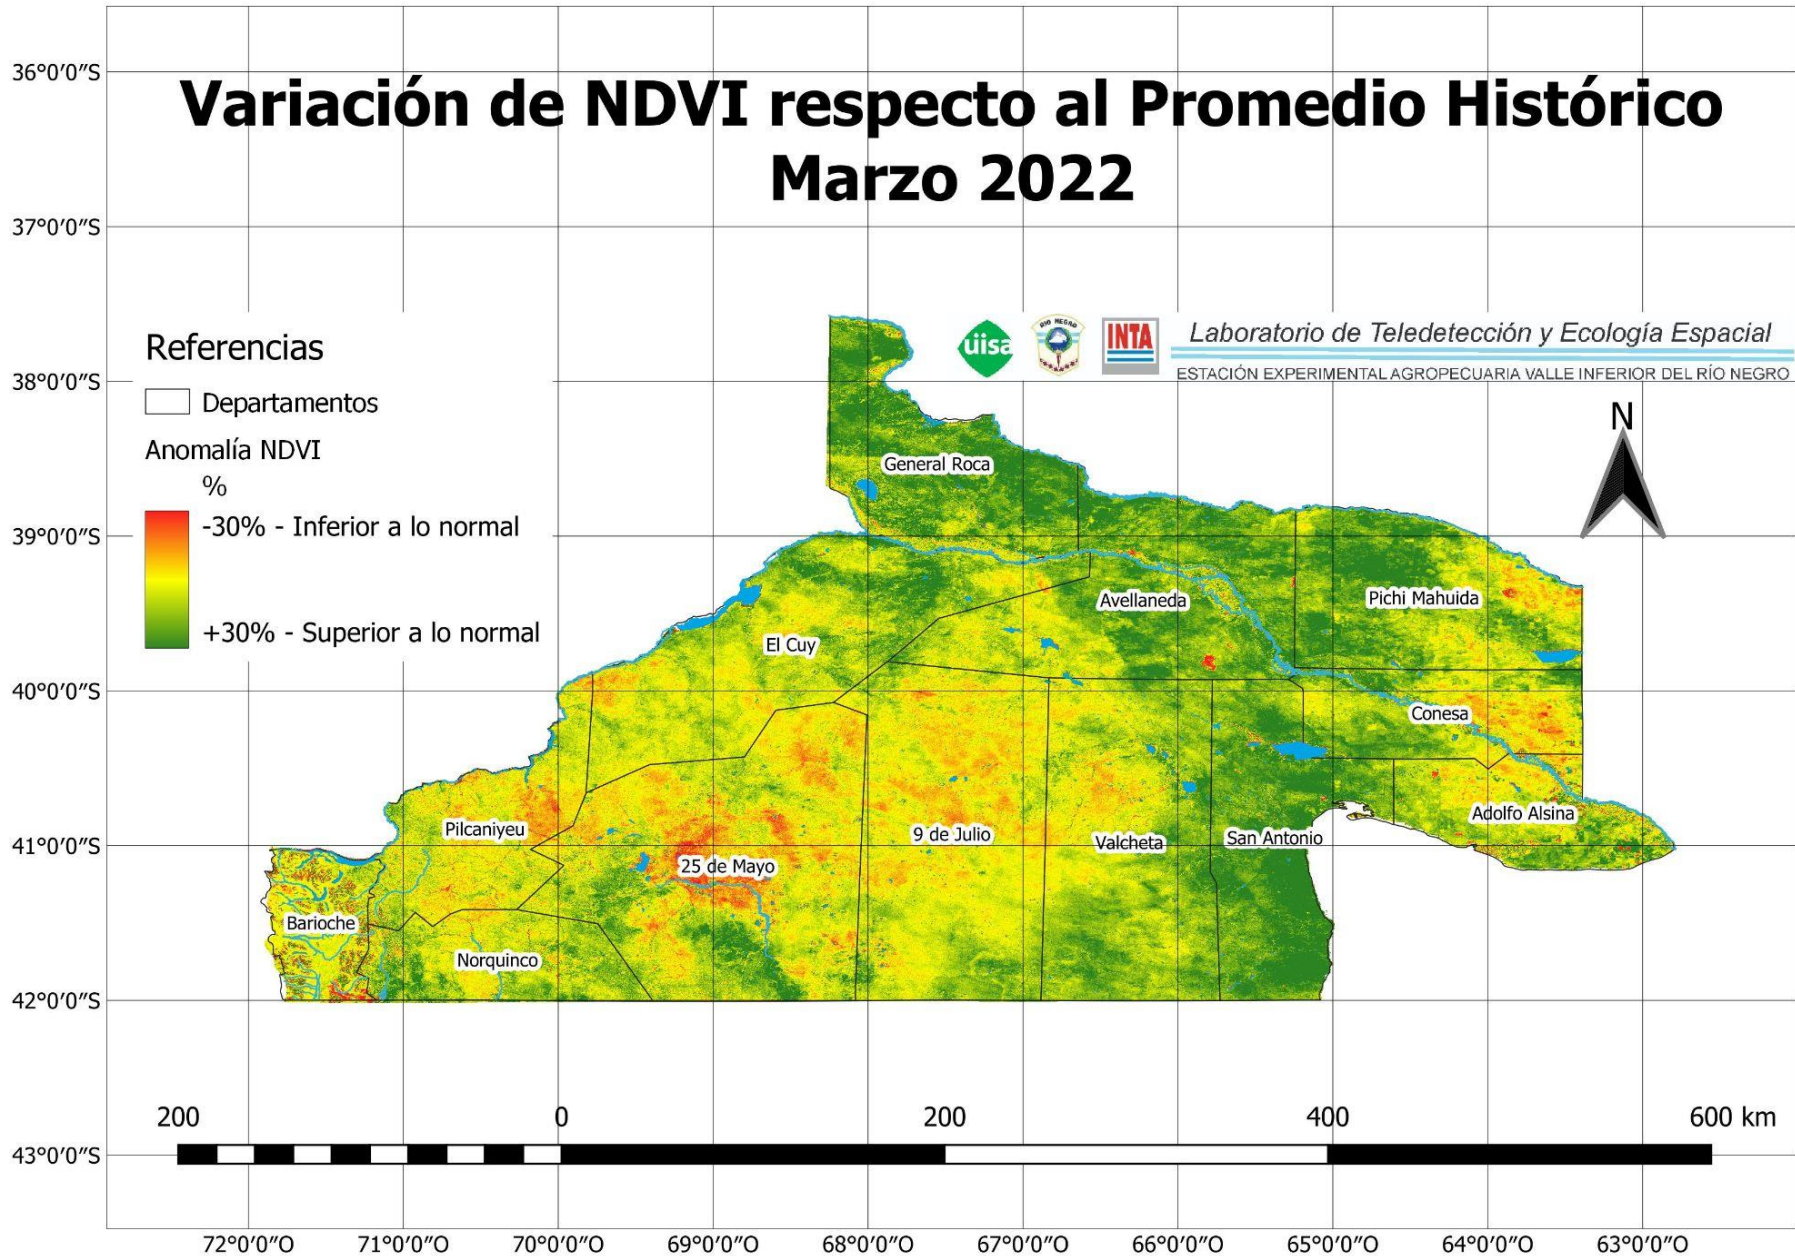 Variación de NDVI respecto al Promedio Histórico
Marzo 2022
36°0′0″S
37°0′0″S
38°0′0″S
39°0′0″S
40°0′0″S
41°0′0″S
42°0′0″S
43°0′0″S
Referencias
Departamentos
Anomalía NDVI
%
-30% - Inferior a lo normal
+30% - Superior a lo normal
üisa
RIO NEGRO
INTA
Laboratorio de Teledetección y Ecología Espacial
ESTACIÓN EXPERIMENTAL AGROPECUARIA VALLE INFERIOR DEL RÍO NEGRO
N
General Roca
Avellaneda
Pichi Mahuida
El Cuy
Conesa
Adolfo Alsina
Pilcaniyeu
9 de Julio
Valcheta
San Antonio
25 de Mayo
Barioche
Norquinco
200 0 200 400 600 km
72°0′0″O 71°0′0″O 70°0′0″O 69°0′0″O 68°0′0″O 67°0′0″O 66°0′0″O 65°0′0″O 64°0′0″O 63°0′0″O